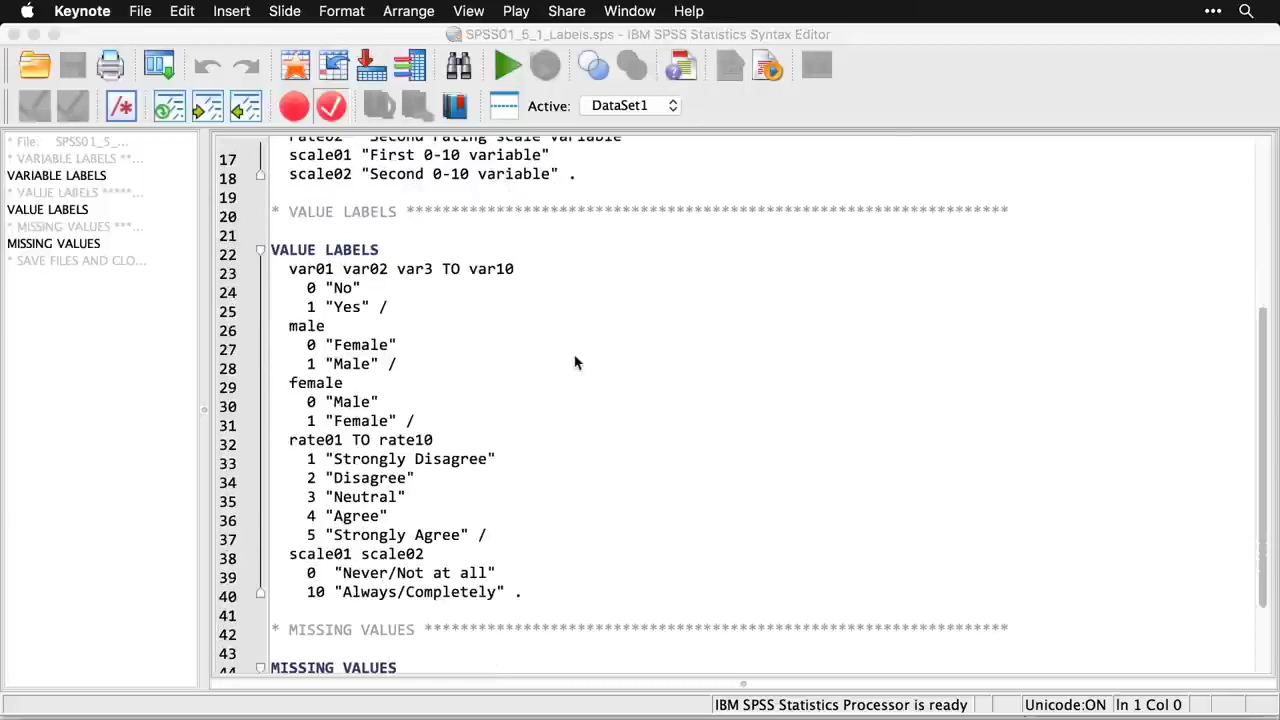 Keynote File Edit Insert Slide Format Arrange View Play Share Window Help
SPSS01_5_1_Labels.sps - IBM SPSS Statistics Syntax Editor
Active: DataSet1
* File: SPSS01_5_...
* VARIABLE LABELS **...
VARIABLE LABELS
* VALUE LABELS *****...
VALUE LABELS
* MISSING VALUES ***...
MISSING VALUES
* SAVE FILES AND CLO...
rate02 "Second rating scale variable"
17 scale01 "First 0-10 variable"
18 scale02 "Second 0-10 variable" .
19
20 * VALUE LABELS *******************************************************************
21
22 VALUE LABELS
23 var01 var02 var3 TO var10
24 0 "No"
25 1 "Yes" /
26 male
27 0 "Female"
28 1 "Male" /
29 female
30 0 "Male"
31 1 "Female" /
32 rate01 TO rate10
33 1 "Strongly Disagree"
34 2 "Disagree"
35 3 "Neutral"
36 4 "Agree"
37 5 "Strongly Agree" /
38 scale01 scale02
39 0 "Never/Not at all"
40 10 "Always/Completely" .
41
42 * MISSING VALUES *****************************************************************
43
44 MISSING VALUES
IBM SPSS Statistics Processor is ready Unicode:ON In 1 Col 0